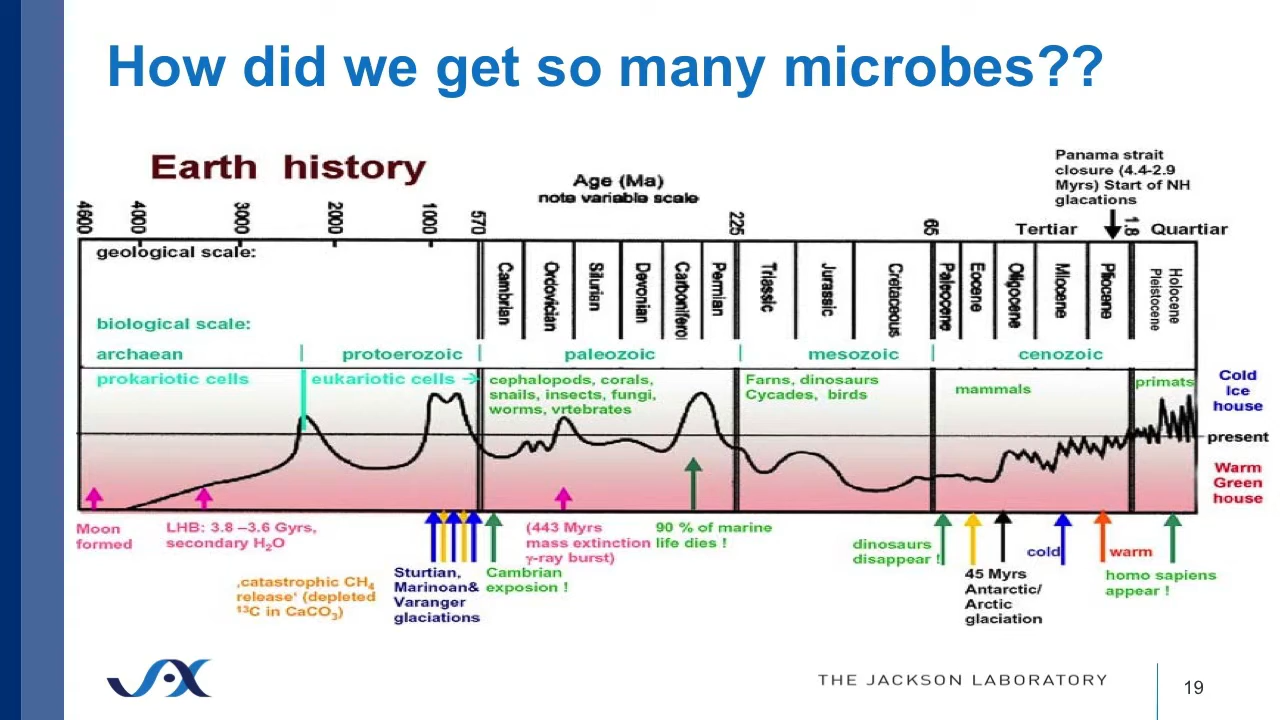 How did we get so many microbes??
Earth history
Age (Ma)
note variable scale
Panama strait
closure (4.4-2.9
Myrs) Start of NH
glacations
4600
4000
3000
2000
1000
570
225
65
Tertiar
1.8
Quartiar
geological scale:
Cambrian
Ordovician
Silurian
Devonian
Carboniferol
Permian
Triassic
Jurassic
Cretaceous
Paleocene
Eocene
Oligocene
Miocene
Pliocene
Pleistocene
Holocene
biological scale:
archaean
protoerozoic
paleozoic
mesozoic
cenozoic
prokariotic cells
eukariotic cells →
cephalopods, corals,
snails, insects, fungi,
worms, vrtebrates
Farns, dinosaurs
Cycades, birds
mammals
primats
Cold
Ice
house
present
Warm
Green
house
Moon
formed
LHB: 3.8 –3.6 Gyrs,
secondary H₂O
(443 Myrs
mass extinction
γ-ray burst)
90 % of marine
life dies !
dinosaurs
disappear !
cold
warm
‚catastrophic CH₄
release‘ (depleted
¹³C in CaCO₃)
Sturtian,
Marinoan&
Varanger
glaciations
Cambrian
exposion !
45 Myrs
Antarctic/
Arctic
glaciation
homo sapiens
appear !
JAX
THE JACKSON LABORATORY
19